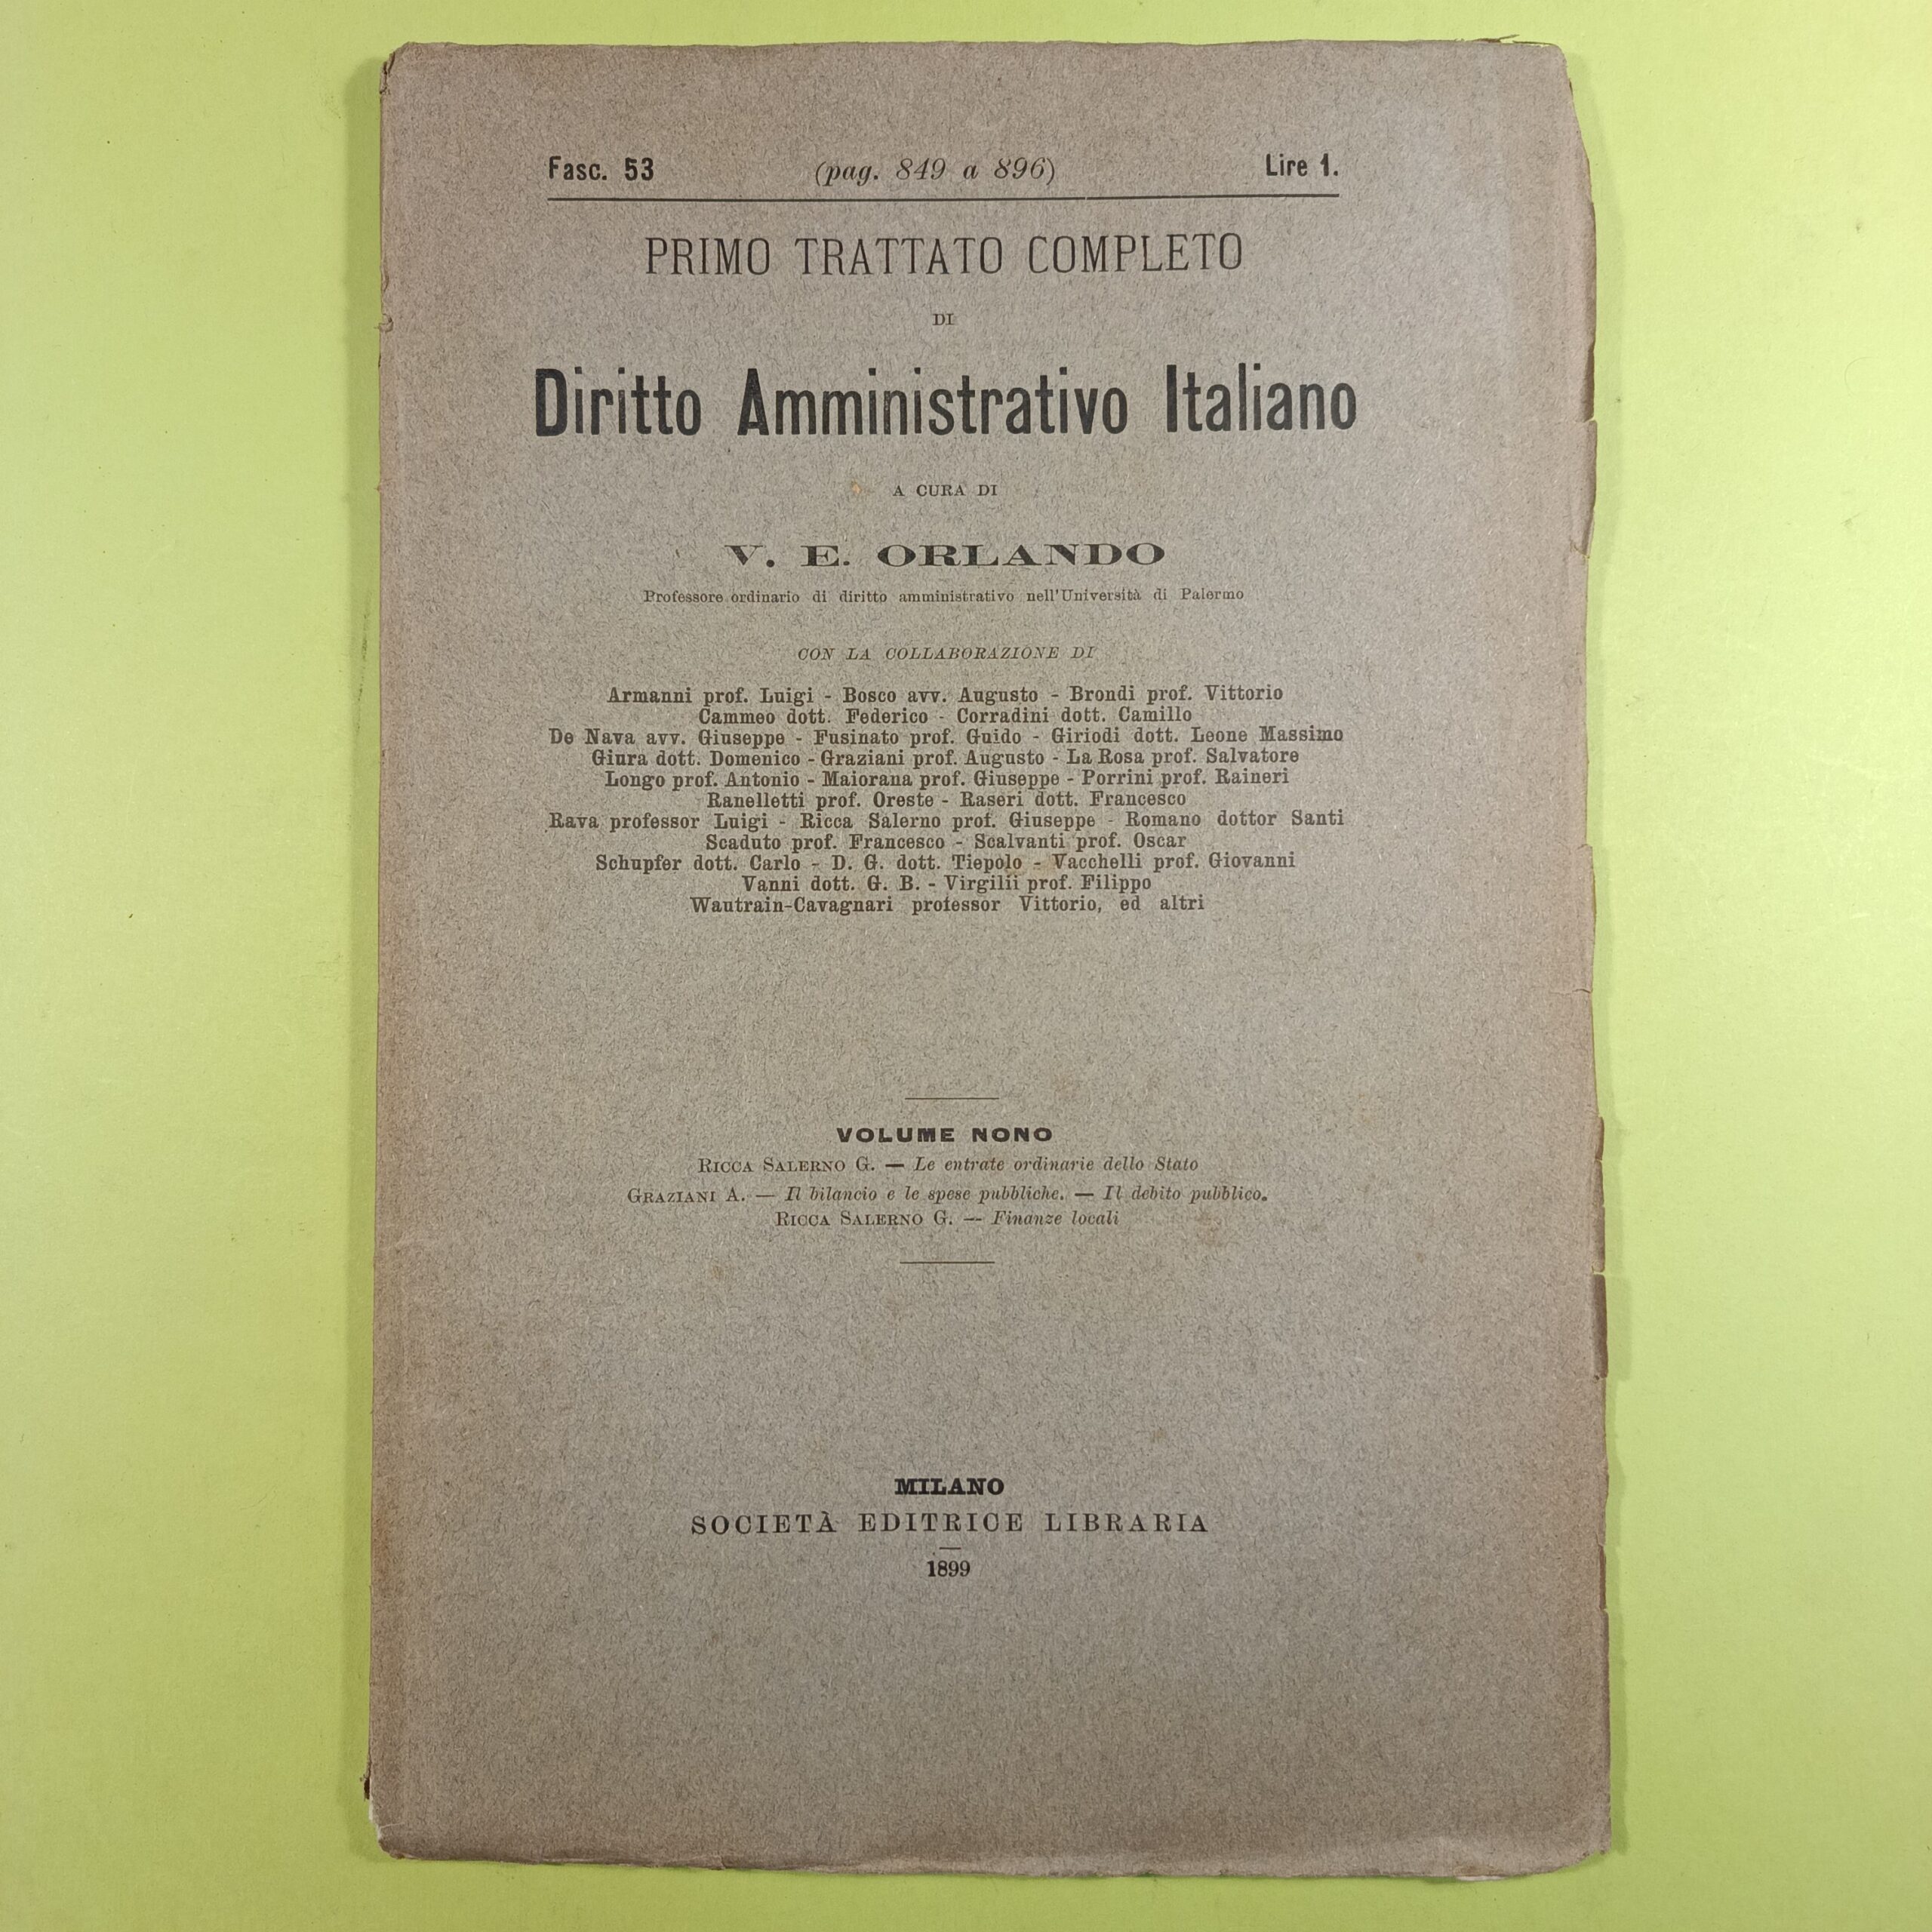 Fasc. 53 (pag. 849 a 896) Lire 1.
PRIMO TRATTATO COMPLETO
DI
Diritto Amministrativo Italiano
A CURA DI
V. E. ORLANDO
Professore ordinario di diritto amministrativo nell'Università di Palermo
CON LA COLLABORAZIONE DI
Armanni prof. Luigi - Bosco avv. Augusto - Brondi prof. Vittorio
Cammeo dott. Federico - Corradini dott. Camillo
De Nava avv. Giuseppe - Fusinato prof. Guido - Giriodi dott. Leone Massimo
Giura dott. Domenico - Graziani prof. Augusto - La Rosa prof. Salvatore
Longo prof. Antonio - Maiorana prof. Giuseppe - Porrini prof. Raineri
Ranelletti prof. Oreste - Raseri dott. Francesco
Rava professor Luigi - Ricca Salerno prof. Giuseppe - Romano dottor Santi
Scaduto prof. Francesco - Scalvanti prof. Oscar
Schupfer dott. Carlo - D. G. dott. Tiepolo - Vacchelli prof. Giovanni
Vanni dott. G. B. - Virgilii prof. Filippo
Wautrain-Cavagnari professor Vittorio, ed altri
VOLUME NONO
RICCA SALERNO G. — Le entrate ordinarie dello Stato
GRAZIANI A. — Il bilancio e le spese pubbliche. — Il debito pubblico.
RICCA SALERNO G. — Finanze locali
MILANO
SOCIETÀ EDITRICE LIBRARIA
1899